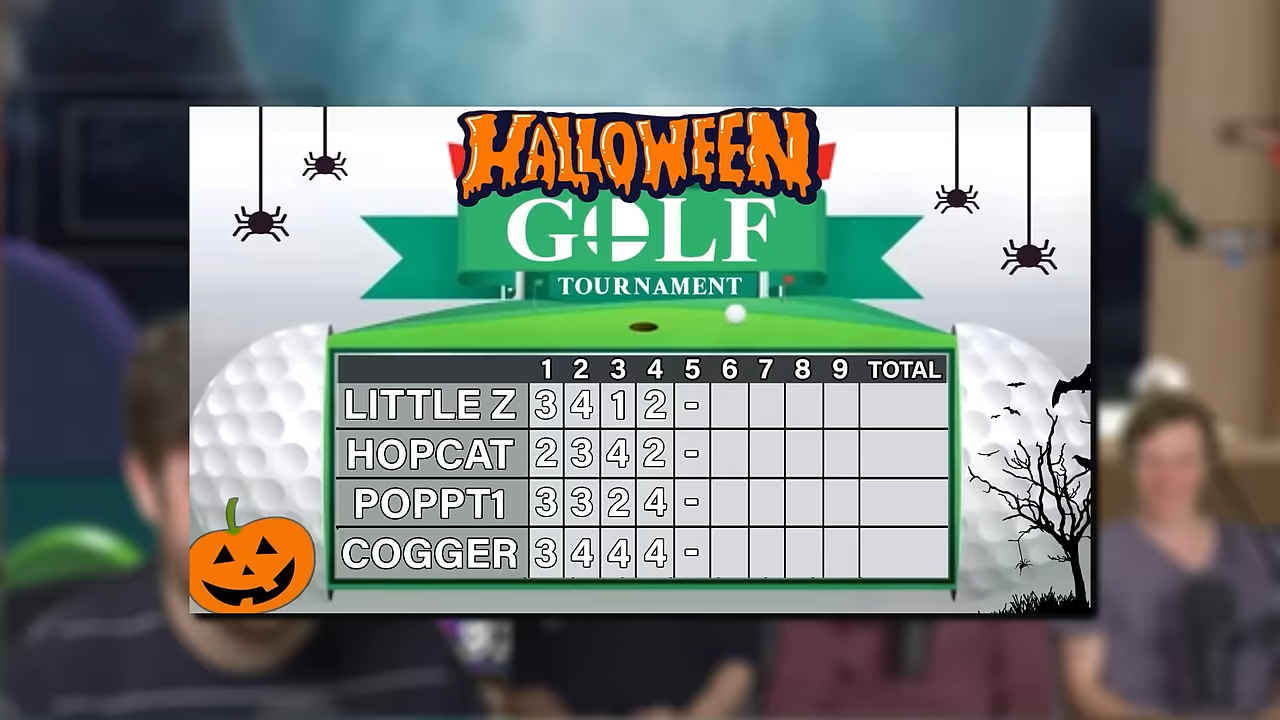 HALLOWEEN
GOLF
TOURNAMENT
1 2 3 4 5 6 7 8 9 TOTAL
LITTLE Z 3 4 1 2 -
HOPCAT 2 3 4 2 -
POPPT1 3 3 2 4 -
COGGER 3 4 4 4 -